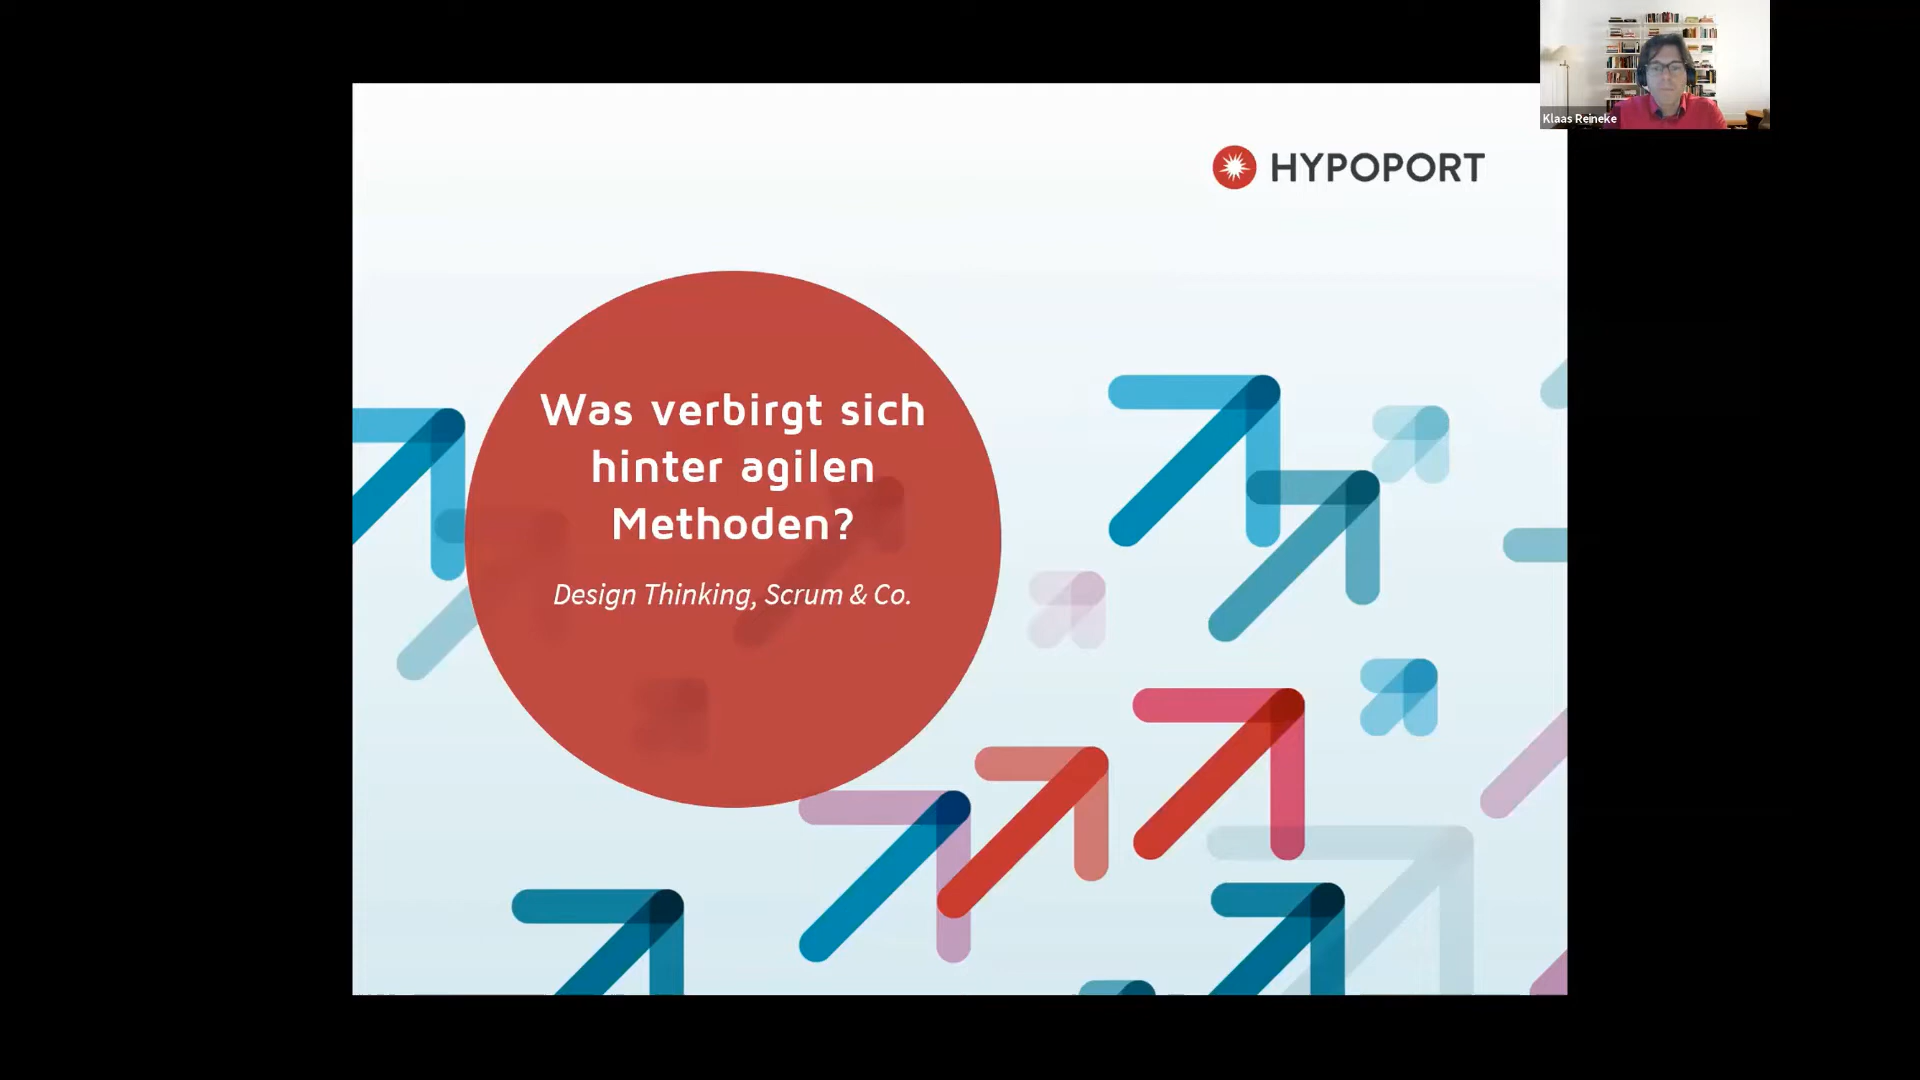 Klaas Reineke
HYPOPORT
Was verbirgt sich
hinter agilen
Methoden?
Design Thinking, Scrum & Co.